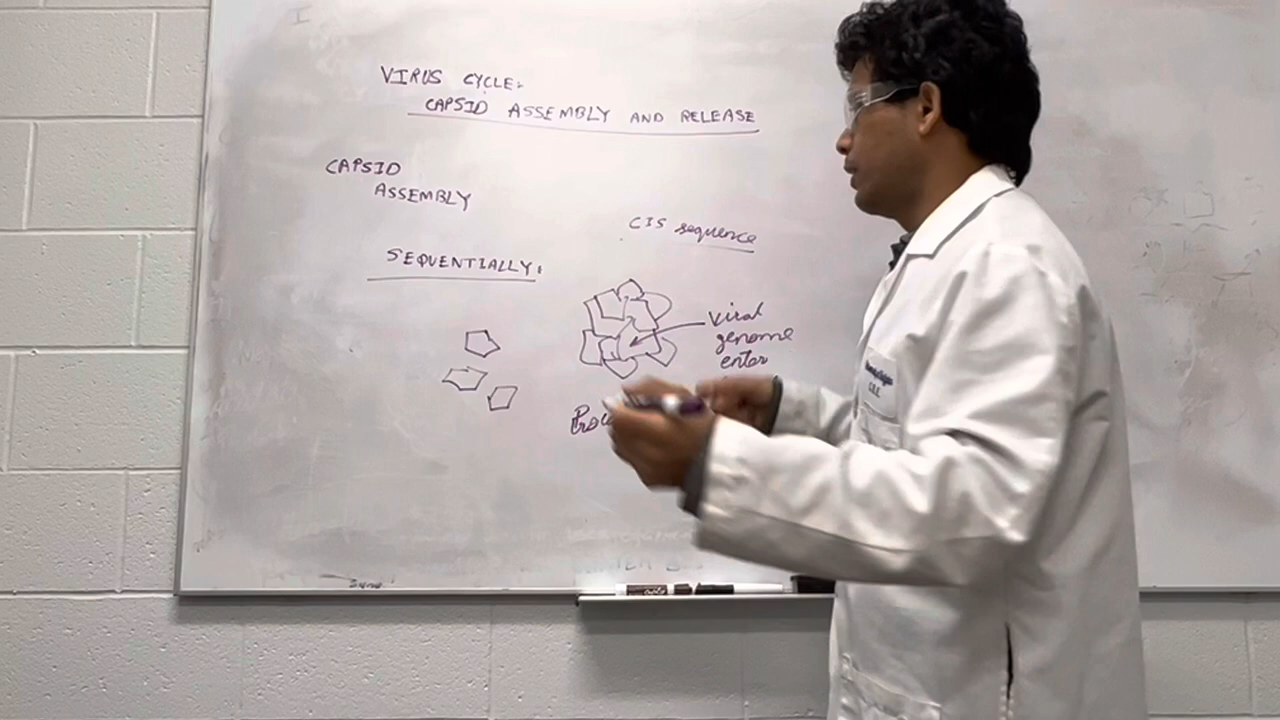 VIRUS CYCLE:
CAPSID ASSEMBLY AND RELEASE
CAPSID
ASSEMBLY
CIS sequence
SEQUENTIALLY:
Viral
genome
enter